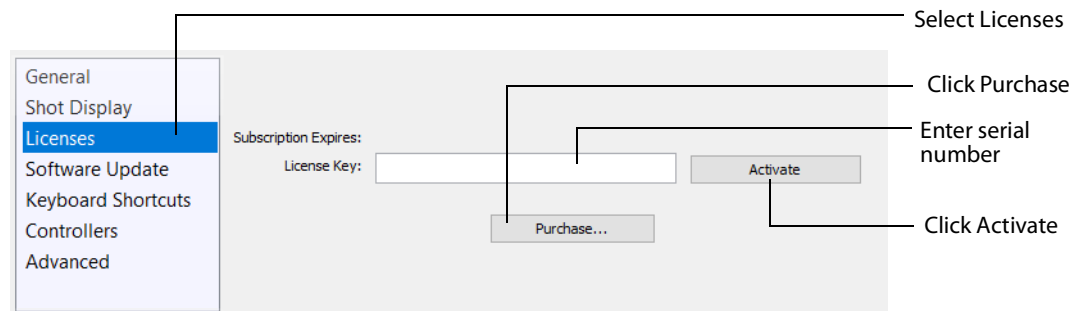 Select Licenses
General
Click Purchase
Shot Display
Licenses
Subscription Expires:
Enter serial
number
Software Update
License Key:
Activate
Keyboard Shortcuts
Controllers
Purchase...
Click Activate
Advanced